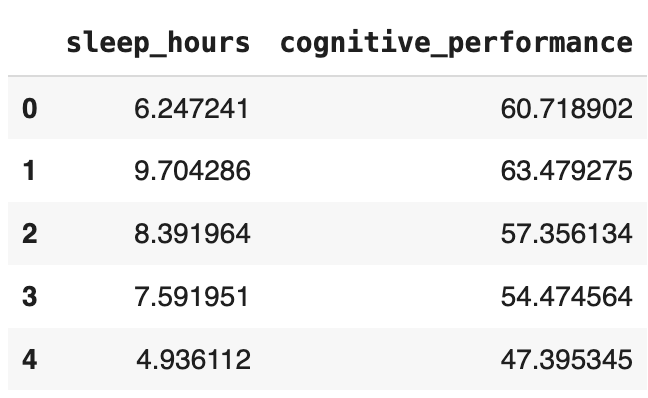 sleep_hours cognitive_performance
0 6.247241 60.718902
1 9.704286 63.479275
2 8.391964 57.356134
3 7.591951 54.474564
4 4.936112 47.395345